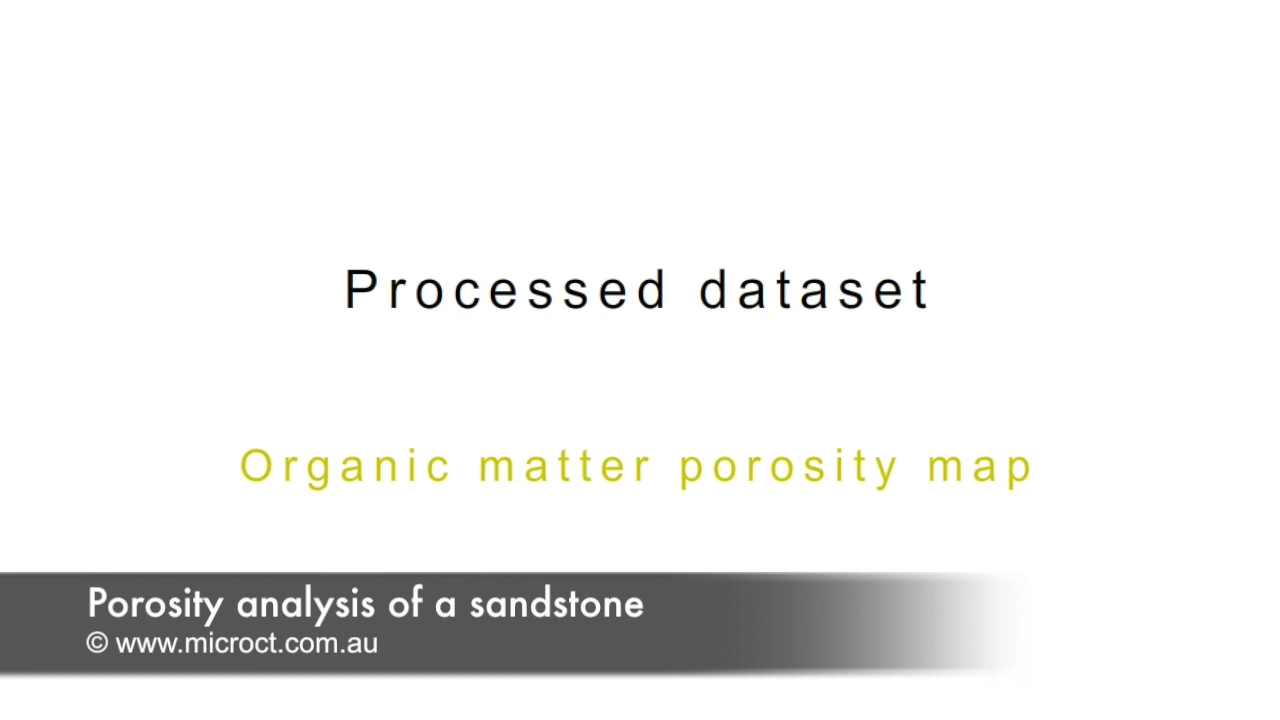 Processed dataset
Organic matter porosity map
Porosity analysis of a sandstone
© www.microct.com.au